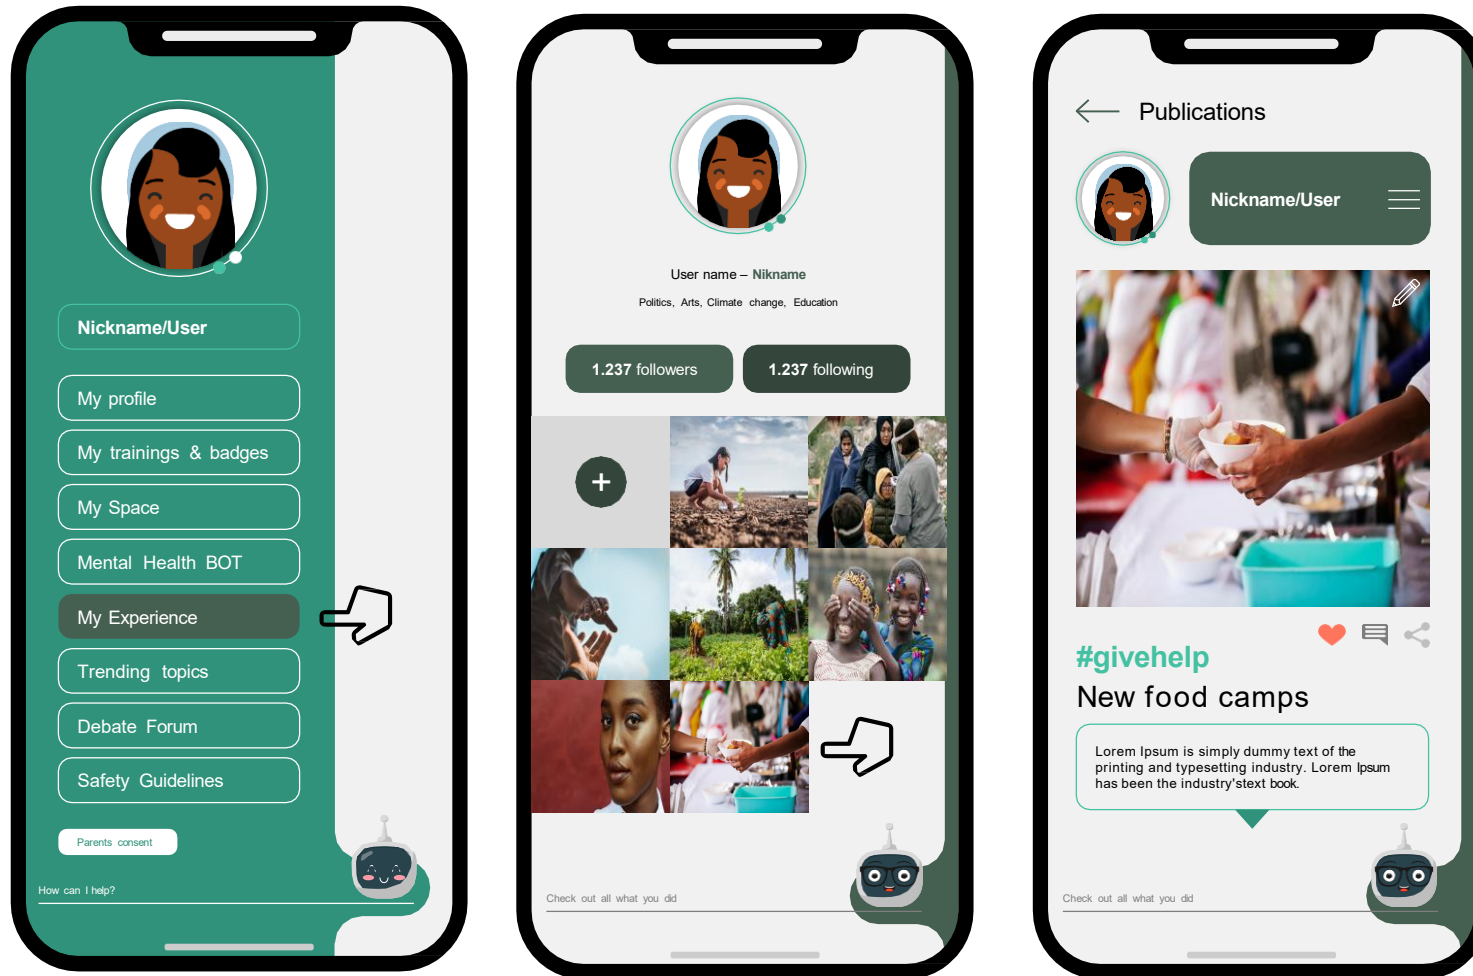 Nickname/User
My profile
My trainings & badges
My Space
Mental Health BOT
My Experience
Trending topics
Debate Forum
Safety Guidelines
Parents consent
How can I help?
User name – Nikname
Politics, Arts, Climate change, Education
1.237 followers
1.237 following
+
Check out all what you did
Publications
Nickname/User
#givehelp
New food camps
Lorem Ipsum is simply dummy text of the
printing and typesetting industry. Lorem Ipsum
has been the industry'stext book.
Check out all what you did